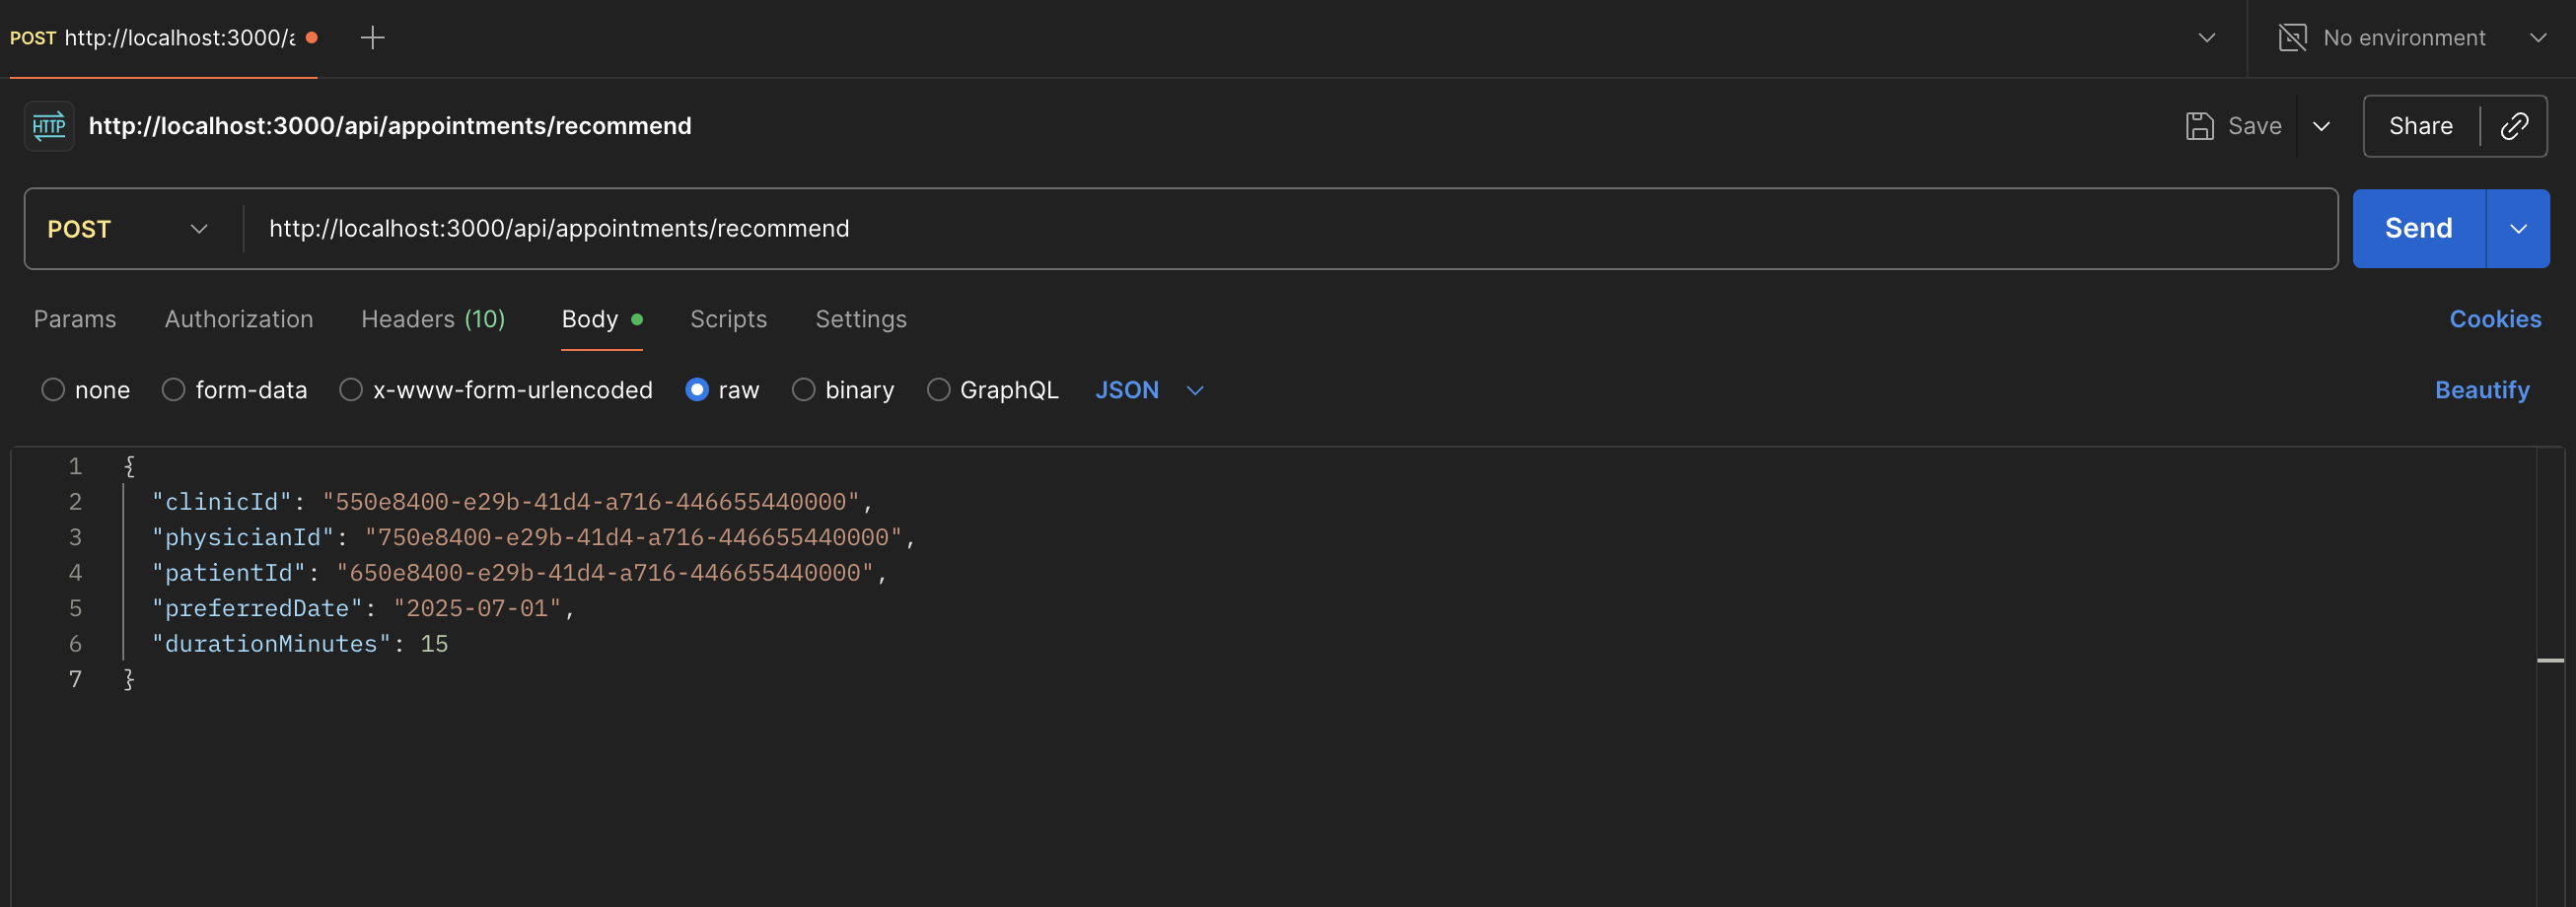 POST http://localhost:3000/a
No environment
HTTP http://localhost:3000/api/appointments/recommend
Save
Share
POST http://localhost:3000/api/appointments/recommend
Send
Params Authorization Headers (10) Body Scripts Settings Cookies
none form-data x-www-form-urlencoded raw binary GraphQL JSON Beautify
1 {
2 "clinicId": "550e8400-e29b-41d4-a716-446655440000",
3 "physicianId": "750e8400-e29b-41d4-a716-446655440000",
4 "patientId": "650e8400-e29b-41d4-a716-446655440000",
5 "preferredDate": "2025-07-01",
6 "durationMinutes": 15
7 }